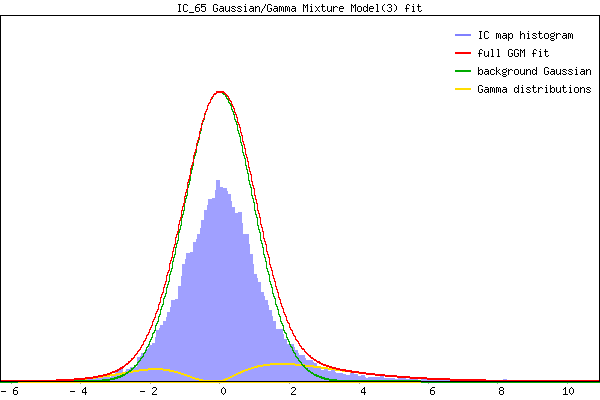 IC_65 Gaussian/Gamma Mixture Model(3) fit
IC map histogram
full GGM fit
background Gaussian
Gamma distributions
- 6 - 4 - 2 0 2 4 6 8 10